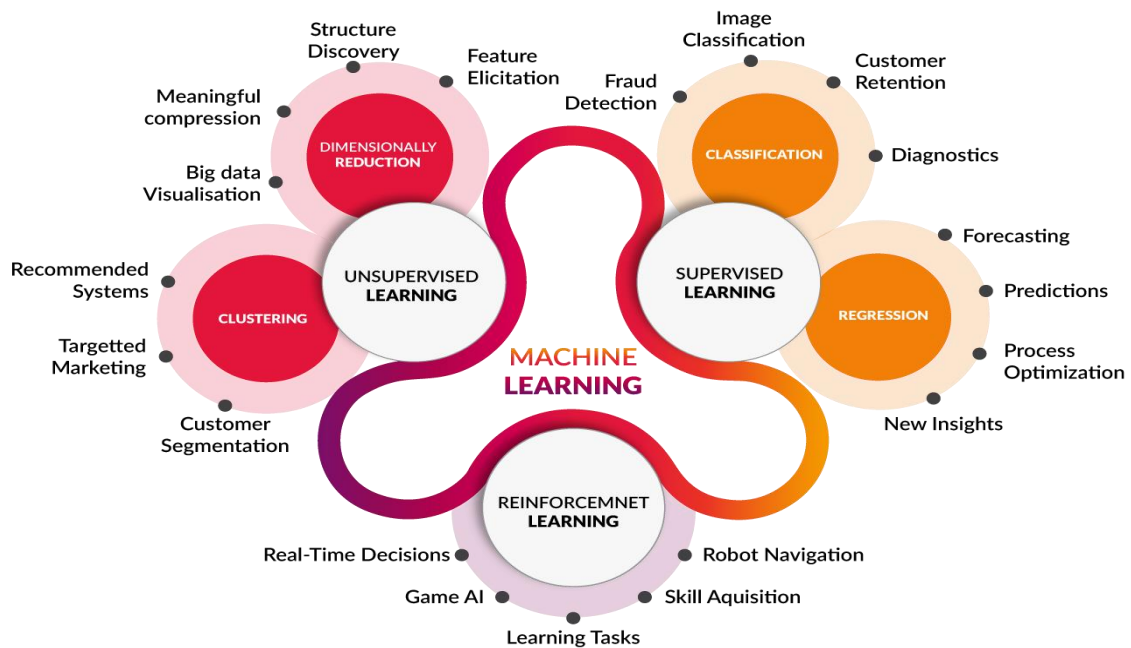 Structure
Discovery
Feature
Elicitation
Meaningful
compression
Big data
Visualisation
DIMENSIONALLY
REDUCTION
UNSUPERVISED
LEARNING
Recommended
Systems
Targetted
Marketing
Customer
Segmentation
CLUSTERING
Image
Classification
Customer
Retention
Fraud
Detection
Diagnostics
CLASSIFICATION
SUPERVISED
LEARNING
Forecasting
Predictions
Process
Optimization
New Insights
REGRESSION
MACHINE
LEARNING
REINFORCEMNET
LEARNING
Real-Time Decisions
Game AI
Learning Tasks
Skill Aquisition
Robot Navigation